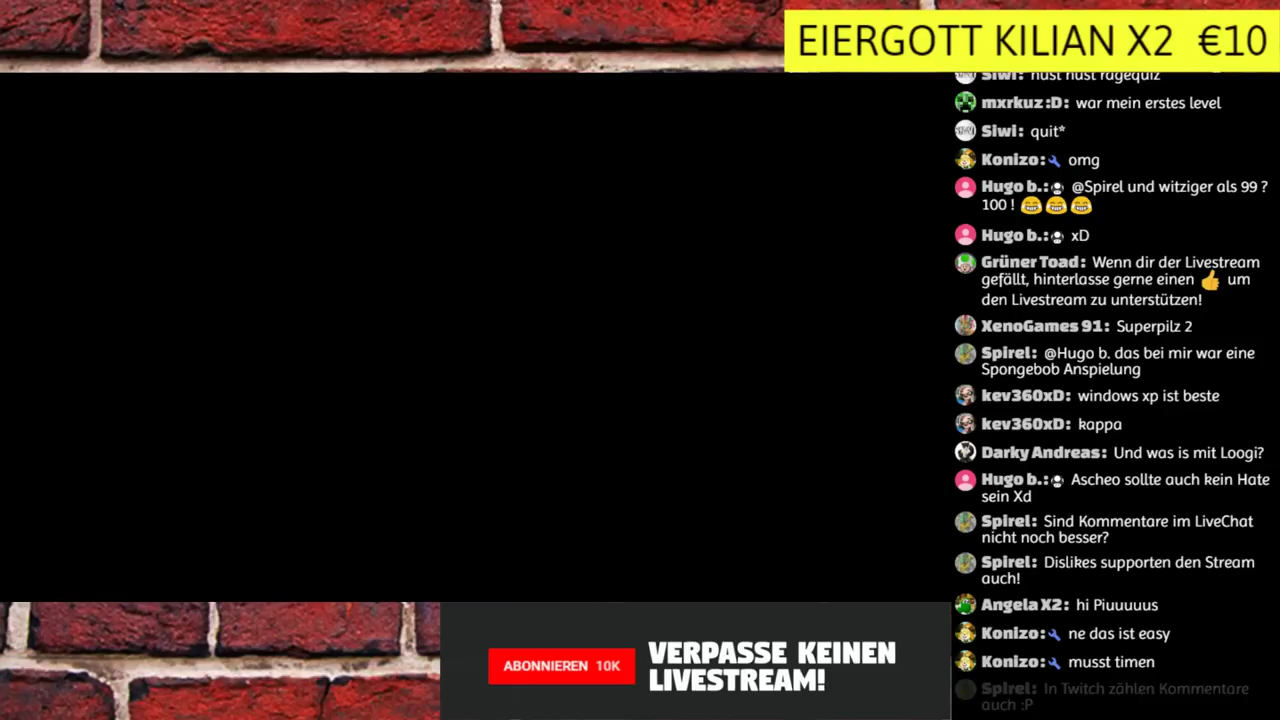 EIERGOTT KILIAN X2 €10
Siwi: hust hust ragequiz
mxrkuz :D: war mein erstes level
Siwi: quit*
Konizo: omg
Hugo b.: @Spirel und witziger als 99 ?
100 ! 😂😂😂
Hugo b.: xD
Grüner Toad: Wenn dir der Livestream
gefällt, hinterlasse gerne einen 👍 um
den Livestream zu unterstützen!
XenoGames 91: Superpilz 2
Spirel: @Hugo b. das bei mir war eine
Spongebob Anspielung
kev360xD: windows xp ist beste
kev360xD: kappa
Darky Andreas: Und was is mit Loogi?
Hugo b.: Ascheo sollte auch kein Hate
sein Xd
Spirel: Sind Kommentare im LiveChat
nicht noch besser?
Spirel: Dislikes supporten den Stream
auch!
Angela X2: hi Piuuuuus
Konizo: ne das ist easy
Konizo: musst timen
Spirel: In Twitch zählen Kommentare
auch :P
ABONNIEREN 10K
VERPASSE KEINEN
LIVESTREAM!